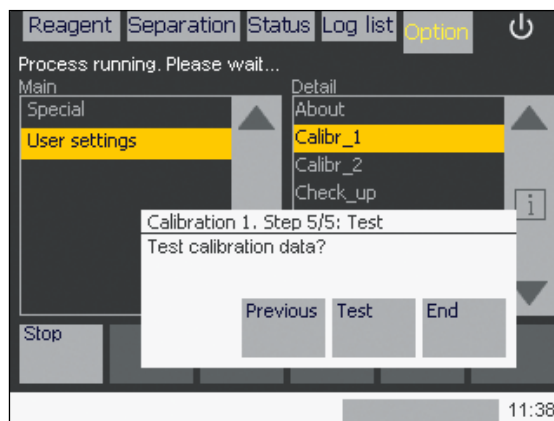 Reagent Separation Status Log list Option
Process running. Please wait...
Main Detail
Special About
User settings Calibr_1
Calibr_2
Check_up
i
Calibration 1. Step 5/5: Test
Test calibration data?
Previous Test End
Stop
11:38